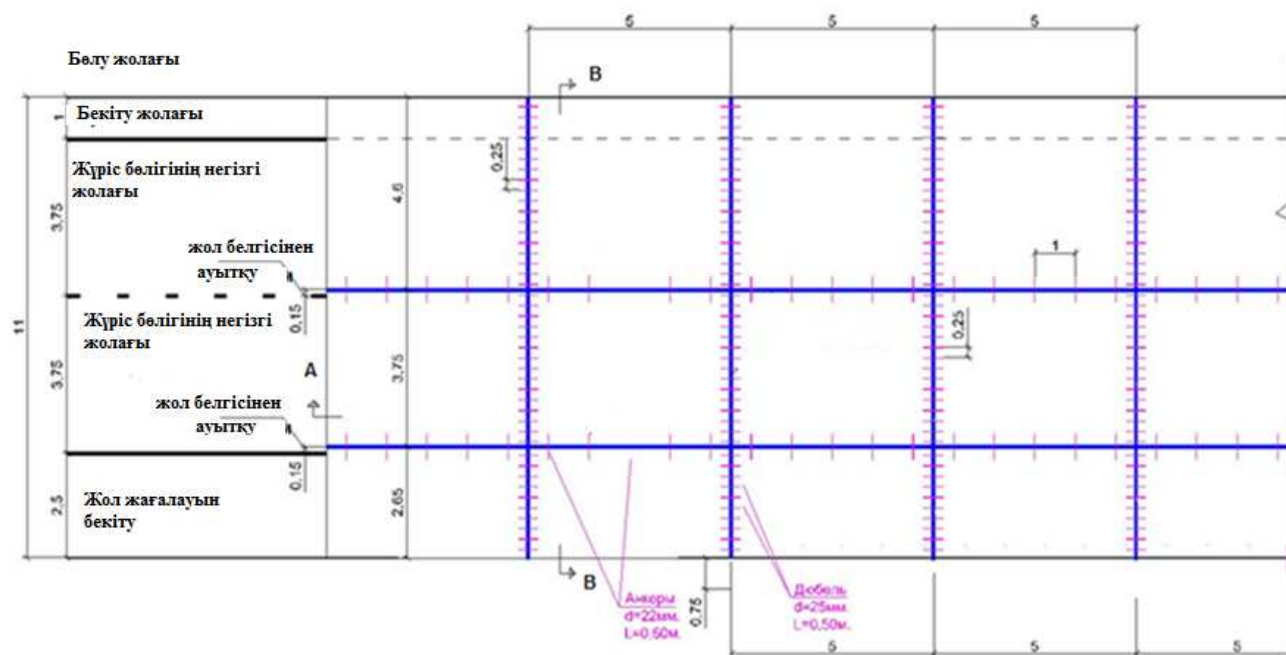 5
5
5
Бөлу жолағы
B
Бекіту жолағы
1
0,25
Жүріс бөлігінің негізгі
жолағы
3,75
4,6
жол белгісінен
ауытқу
1
0,15
11
Жүріс бөлігінің негізгі
жолағы
0,25
3,75
A
3,75
жол белгісінен
ауытқу
0,15
2,5
Жол жағалауын
бекіту
2,65
B
Анкоры
d=22мм.
L=0,60м.
0,75
Дюбель
d=25мм.
L=0,50м.
5
5
5